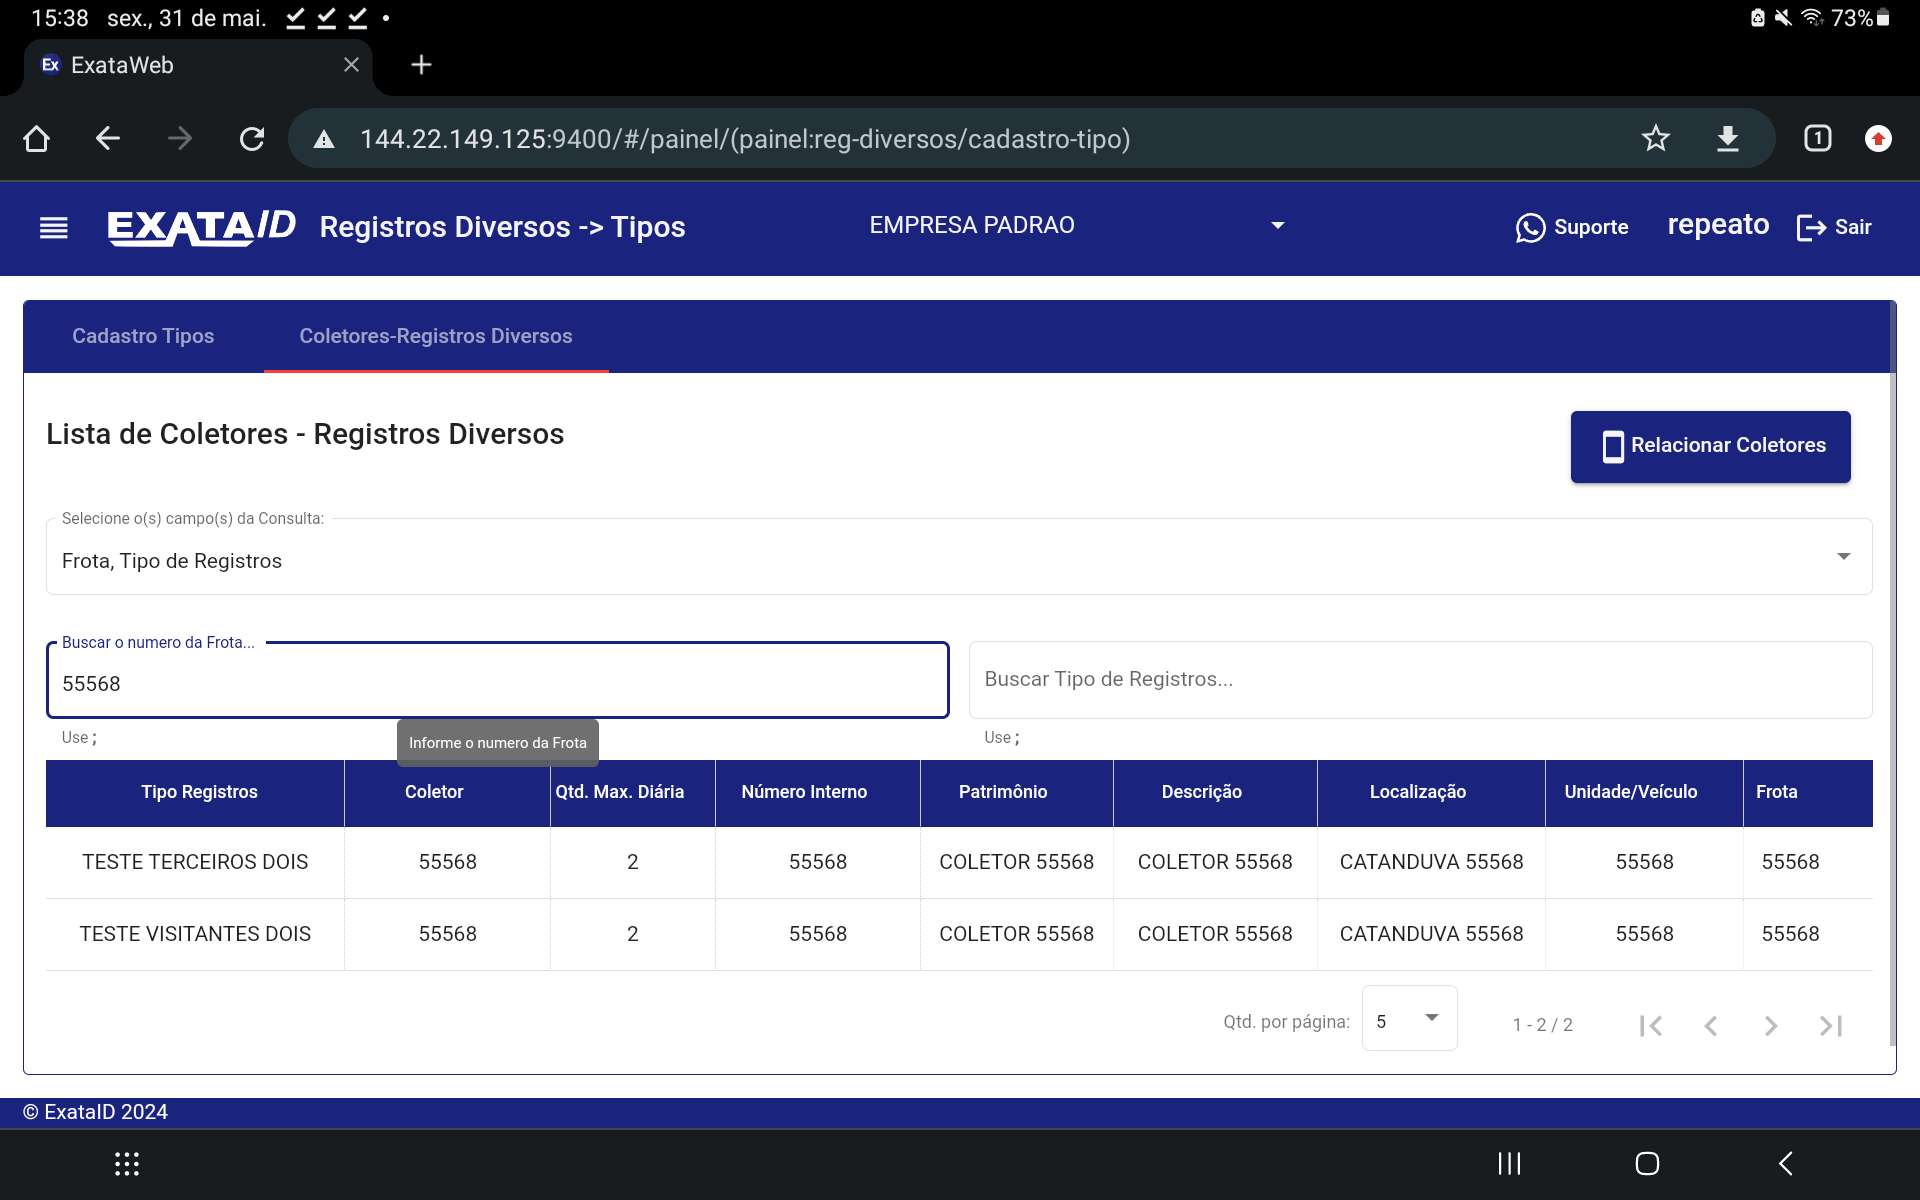 15:38 sex., 31 de mai. 73%
Ex ExataWeb
144.22.149.125:9400/#/painel/(painel:reg-diversos/cadastro-tipo) 1
EXATAID Registros Diversos -> Tipos EMPRESA PADRAO Suporte repeato Sair
Cadastro Tipos Coletores-Registros Diversos
Lista de Coletores - Registros Diversos Relacionar Coletores
Selecione o(s) campo(s) da Consulta:
Frota, Tipo de Registros
Buscar o numero da Frota...
55568 Buscar Tipo de Registros...
Use ; Use ;
Informe o numero da Frota
Tipo Registros Coletor Qtd. Max. Diária Número Interno Patrimônio Descrição Localização Unidade/Veículo Frota
TESTE TERCEIROS DOIS 55568 2 55568 COLETOR 55568 COLETOR 55568 CATANDUVA 55568 55568 55568
TESTE VISITANTES DOIS 55568 2 55568 COLETOR 55568 COLETOR 55568 CATANDUVA 55568 55568 55568
Qtd. por página: 5 1 - 2 / 2
© ExataID 2024